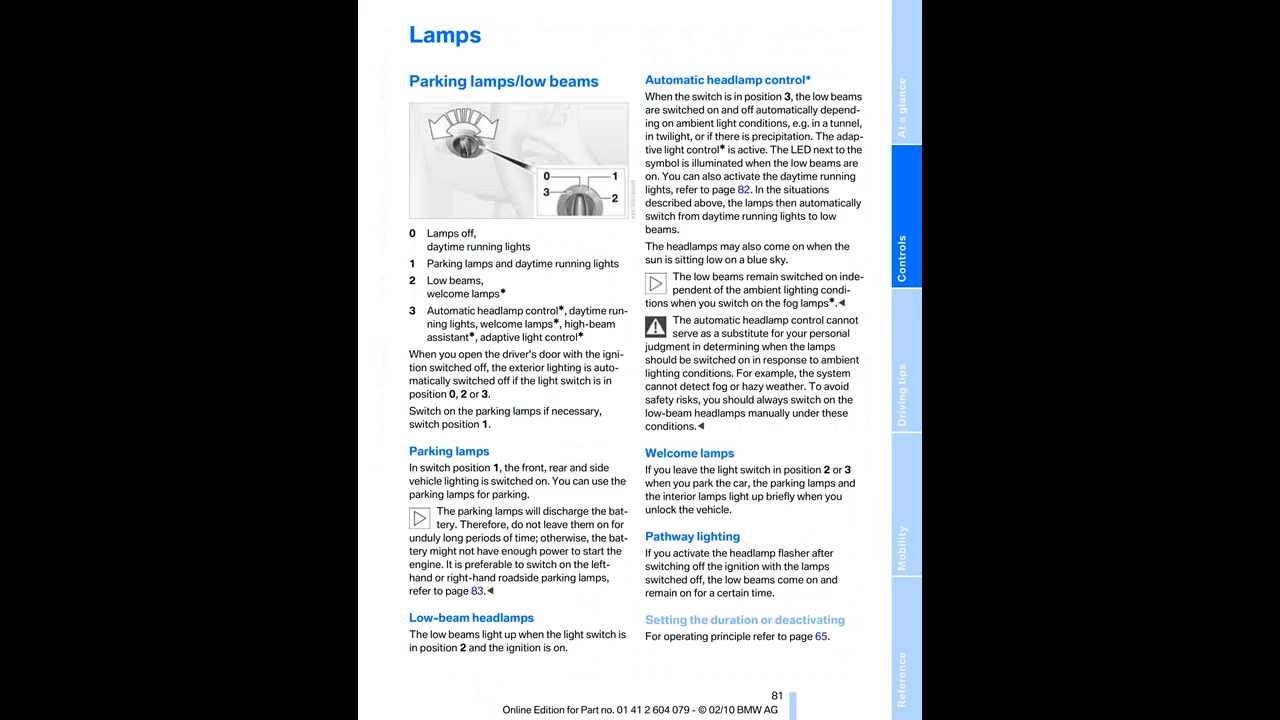 Lamps
Parking lamps/low beams
0
1
3
2
0 Lamps off,
daytime running lights
1 Parking lamps and daytime running lights
2 Low beams,
welcome lamps*
3 Automatic headlamp control*, daytime run-
ning lights, welcome lamps*, high-beam
assistant*, adaptive light control*
When you open the driver's door with the igni-
tion switched off, the exterior lighting is auto-
matically switched off if the light switch is in
position 0, 2 or 3.
Switch on the parking lamps if necessary,
switch position 1.
Parking lamps
In switch position 1, the front, rear and side
vehicle lighting is switched on. You can use the
parking lamps for parking.
The parking lamps will discharge the bat-
tery. Therefore, do not leave them on for
unduly long periods of time; otherwise, the bat-
tery might not have enough power to start the
engine. It is preferable to switch on the left-
hand or right-hand roadside parking lamps,
refer to page 83.◀
Low-beam headlamps
The low beams light up when the light switch is
in position 2 and the ignition is on.
Automatic headlamp control*
When the switch is in position 3, the low beams
are switched on and off automatically depend-
ing on ambient light conditions, e.g. in a tunnel,
in twilight, or if there is precipitation. The adap-
tive light control* is active. The LED next to the
symbol is illuminated when the low beams are
on. You can also activate the daytime running
lights, refer to page 82. In the situations
described above, the lamps then automatically
switch from daytime running lights to low
beams.
The headlamps may also come on when the
sun is sitting low on a blue sky.
The low beams remain switched on inde-
pendent of the ambient lighting condi-
tions when you switch on the fog lamps*.◀
The automatic headlamp control cannot
serve as a substitute for your personal
judgment in determining when the lamps
should be switched on in response to ambient
lighting conditions. For example, the system
cannot detect fog or hazy weather. To avoid
safety risks, you should always switch on the
low-beam headlamps manually under these
conditions.◀
Welcome lamps
If you leave the light switch in position 2 or 3
when you park the car, the parking lamps and
the interior lamps light up briefly when you
unlock the vehicle.
Pathway lighting
If you activate the headlamp flasher after
switching off the ignition with the lamps
switched off, the low beams come on and
remain on for a certain time.
Setting the duration or deactivating
For operating principle refer to page 65.
At a glance
Controls
Driving tips
Mobility
Reference
81
Online Edition for Part no. 01 41 2 604 079 - © 02/10 BMW AG